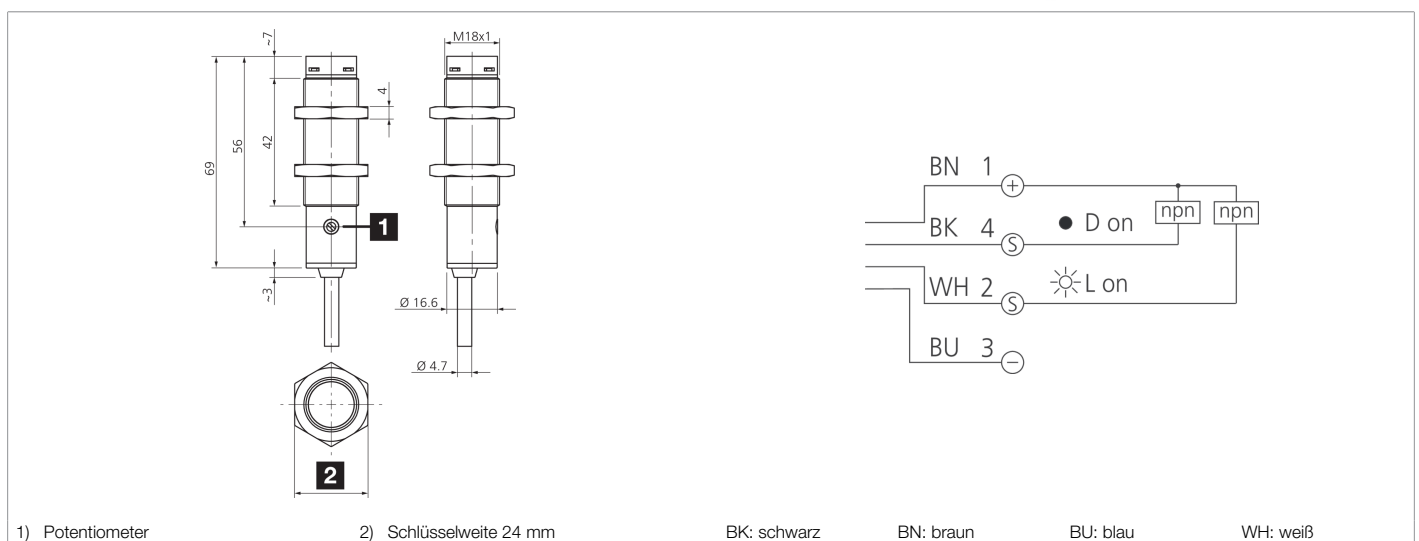 ~7
M18x1
4
42
56
69
1
~3
Ø 16.6
Ø 4.7
2
BN 1 +
npn npn
BK 4 S D on
WH 2 S L on
BU 3 −
1) Potentiometer 2) Schlüsselweite 24 mm BK: schwarz BN: braun BU: blau WH: weiß